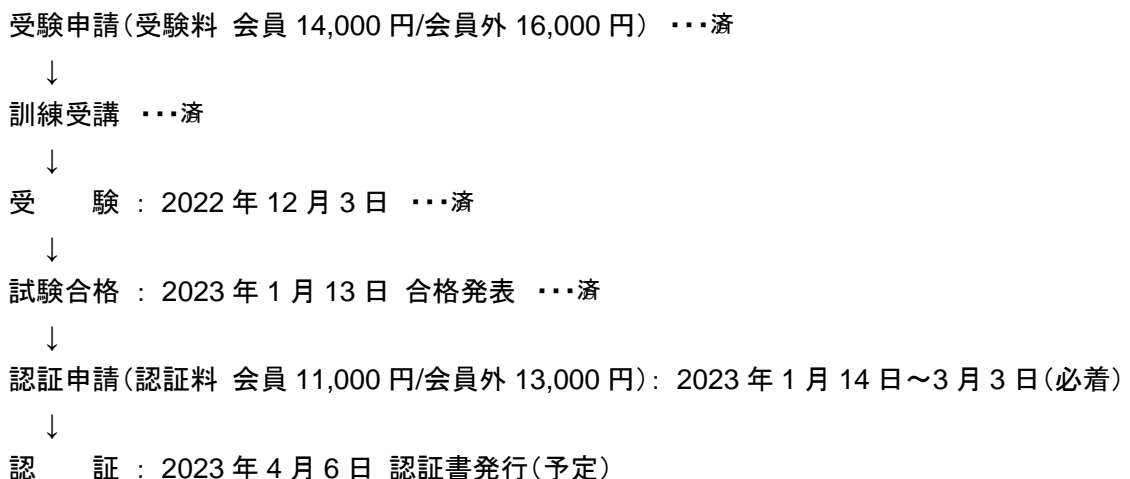 受験申請(受験料 会員 14,000 円/会員外 16,000 円) ・・・済
↓
訓練受講 ・・・済
↓
受　　験 : 2022 年 12 月 3 日 ・・・済
↓
試験合格 : 2023 年 1 月 13 日 合格発表 ・・・済
↓
認証申請(認証料 会員 11,000 円/会員外 13,000 円): 2023 年 1 月 14 日～3 月 3 日(必着)
↓
認　　証 : 2023 年 4 月 6 日 認証書発行(予定)